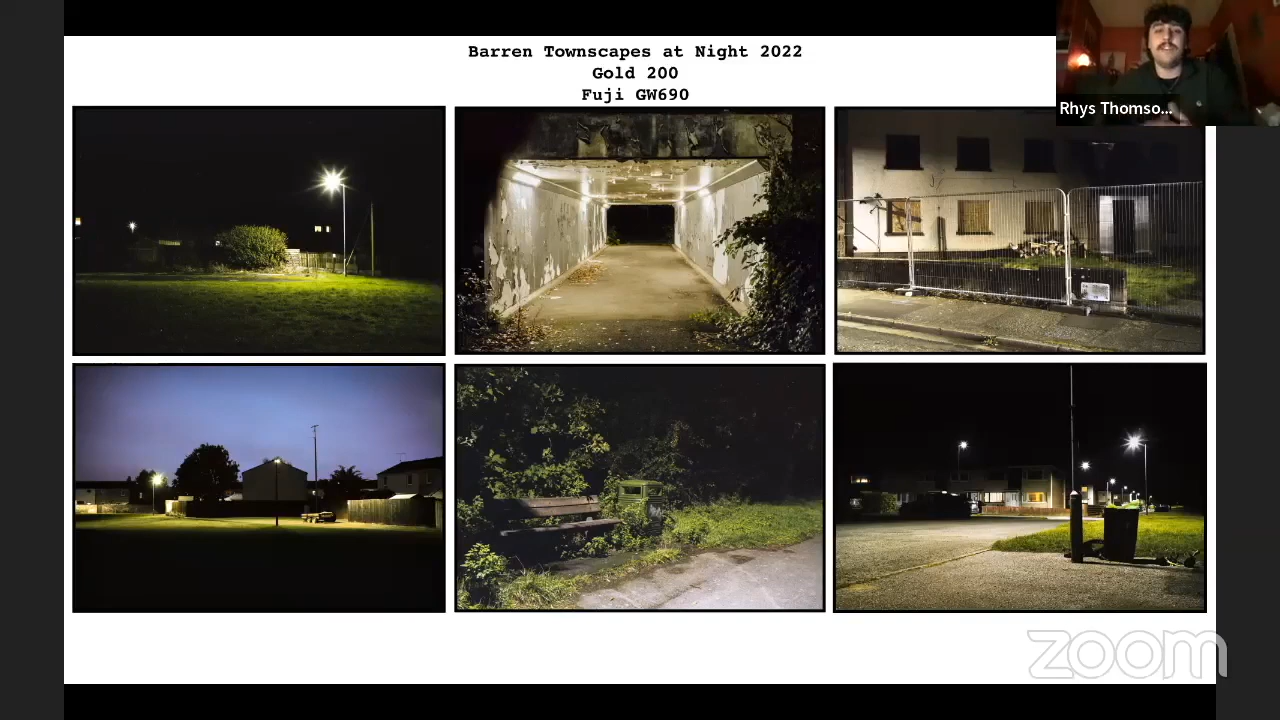 Barren Townscapes at Night 2022
Gold 200
Fuji GW690
Rhys Thomso...
zoom